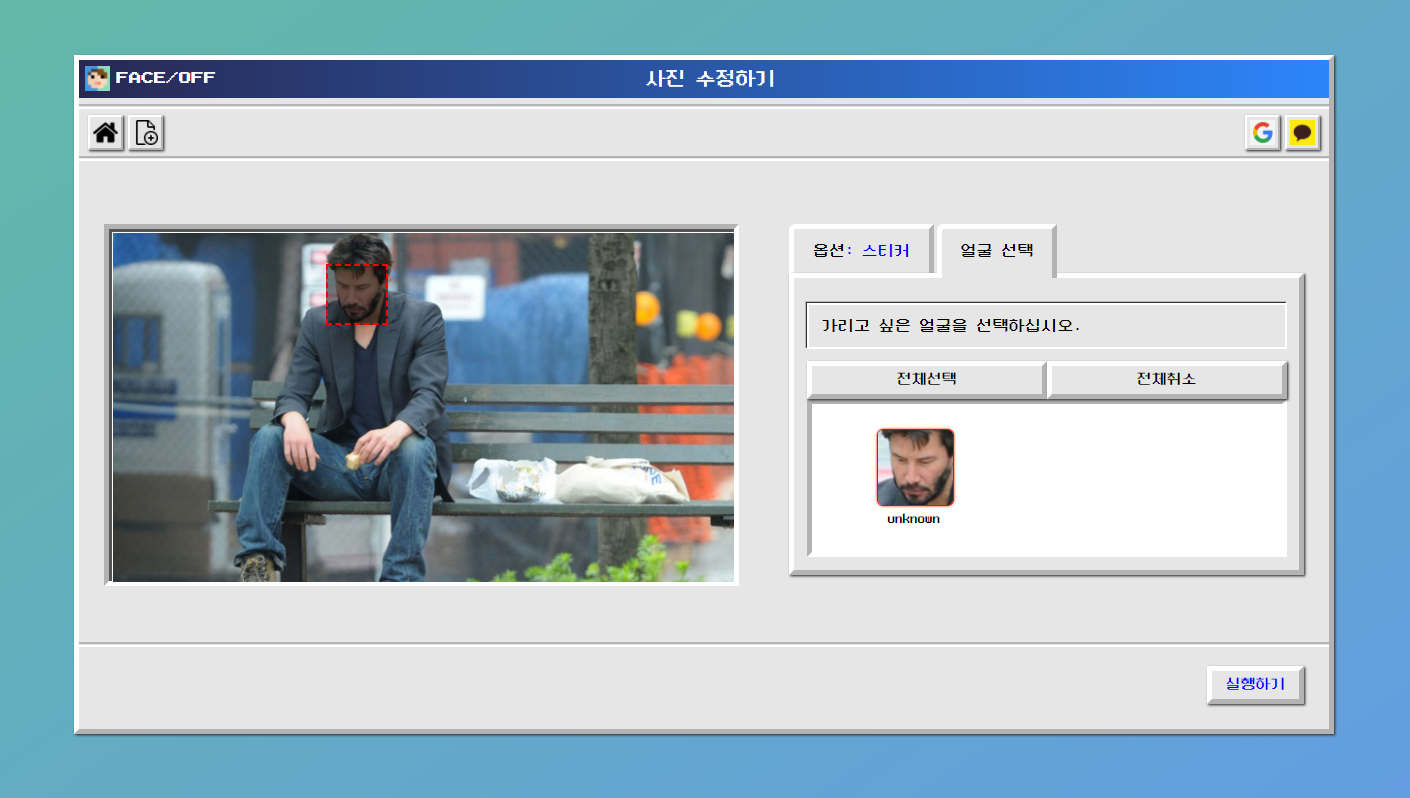 FACE/OFF
사진 수정하기
옵션: 스티커
얼굴 선택
가리고 싶은 얼굴을 선택하십시오.
전체선택
전체취소
unknown
실행하기